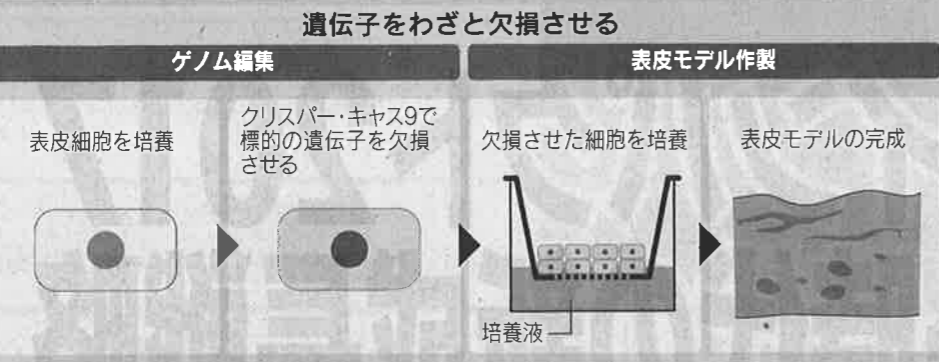 遺伝子をわざと欠損させる
ゲノム編集
表皮モデル作製
表皮細胞を培養
クリスパー・キャス9で
標的の遺伝子を欠損
させる
欠損させた細胞を培養
表皮モデルの完成
培養液